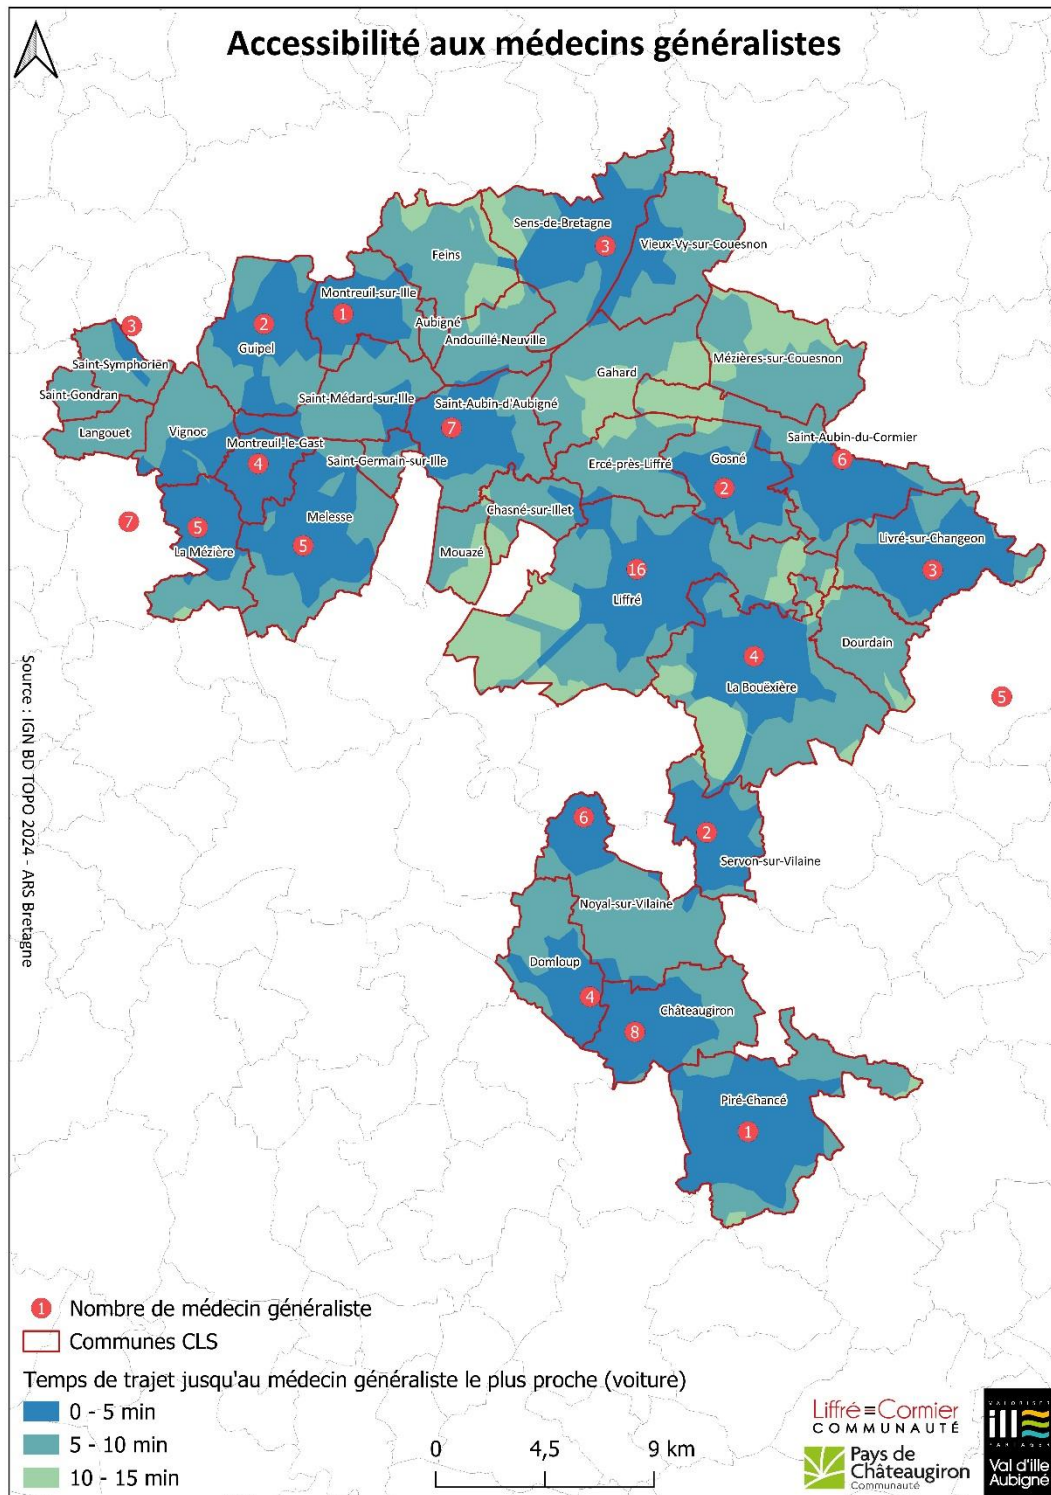 Accessibilité aux médecins généralistes
Sens-de-Bretagne
3
Vieux-Vy-sur-Couesnon
Feins
Montreuil-sur-Ille
1
2
3
Aubigné
Guipel
Andouillé-Neuville
Mézières-sur-Couesnon
Saint-Symphorien
Gahard
Saint-Gondran
Saint-Médard-sur-Ille
Saint-Aubin-d'Aubigné
7
Langouet
Vignoc
Montreuil-le-Gast
4
Saint-Germain-sur-Ille
Saint-Aubin-du-Cormier
6
Ercé-près-Liffré
Gosné
2
7
5
La Mézière
Melesse
5
Chasné-sur-Illet
Mouazé
Livré-sur-Changeon
3
16
Liffré
Dourdain
4
La Bouëxière
5
6
2
Servon-sur-Vilaine
Noyal-sur-Vilaine
Domloup
4
Châteaugiron
8
Piré-Chancé
1
Source : IGN BD TOPO 2024 - ARS Bretagne
1 Nombre de médecin généraliste
Communes CLS
Temps de trajet jusqu'au médecin généraliste le plus proche (voiture)
0 - 5 min
5 - 10 min
10 - 15 min
0 4,5 9 km
Liffré=Cormier
COMMUNAUTÉ
Pays de
Châteaugiron
Communauté
VALORISER
ill
PARTAGER
Val d'ille
Aubigné